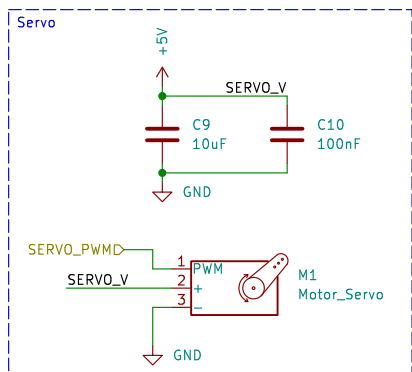 Servo
+5V
SERVO_V
C9
10uF
C10
100nF
GND
SERVO_PWM
1
PWM
SERVO_V
2
+
3
-
M1
Motor_Servo
GND